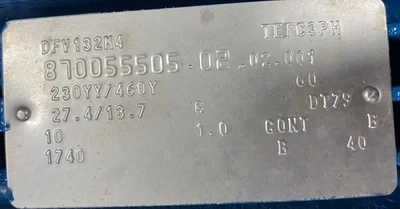 DFV132M4 TEFC3PH
870055505.02.02.001
230YY/460Y 60
27.4/13.7 G DT79
10 1.0 CONT B
1740 B 40